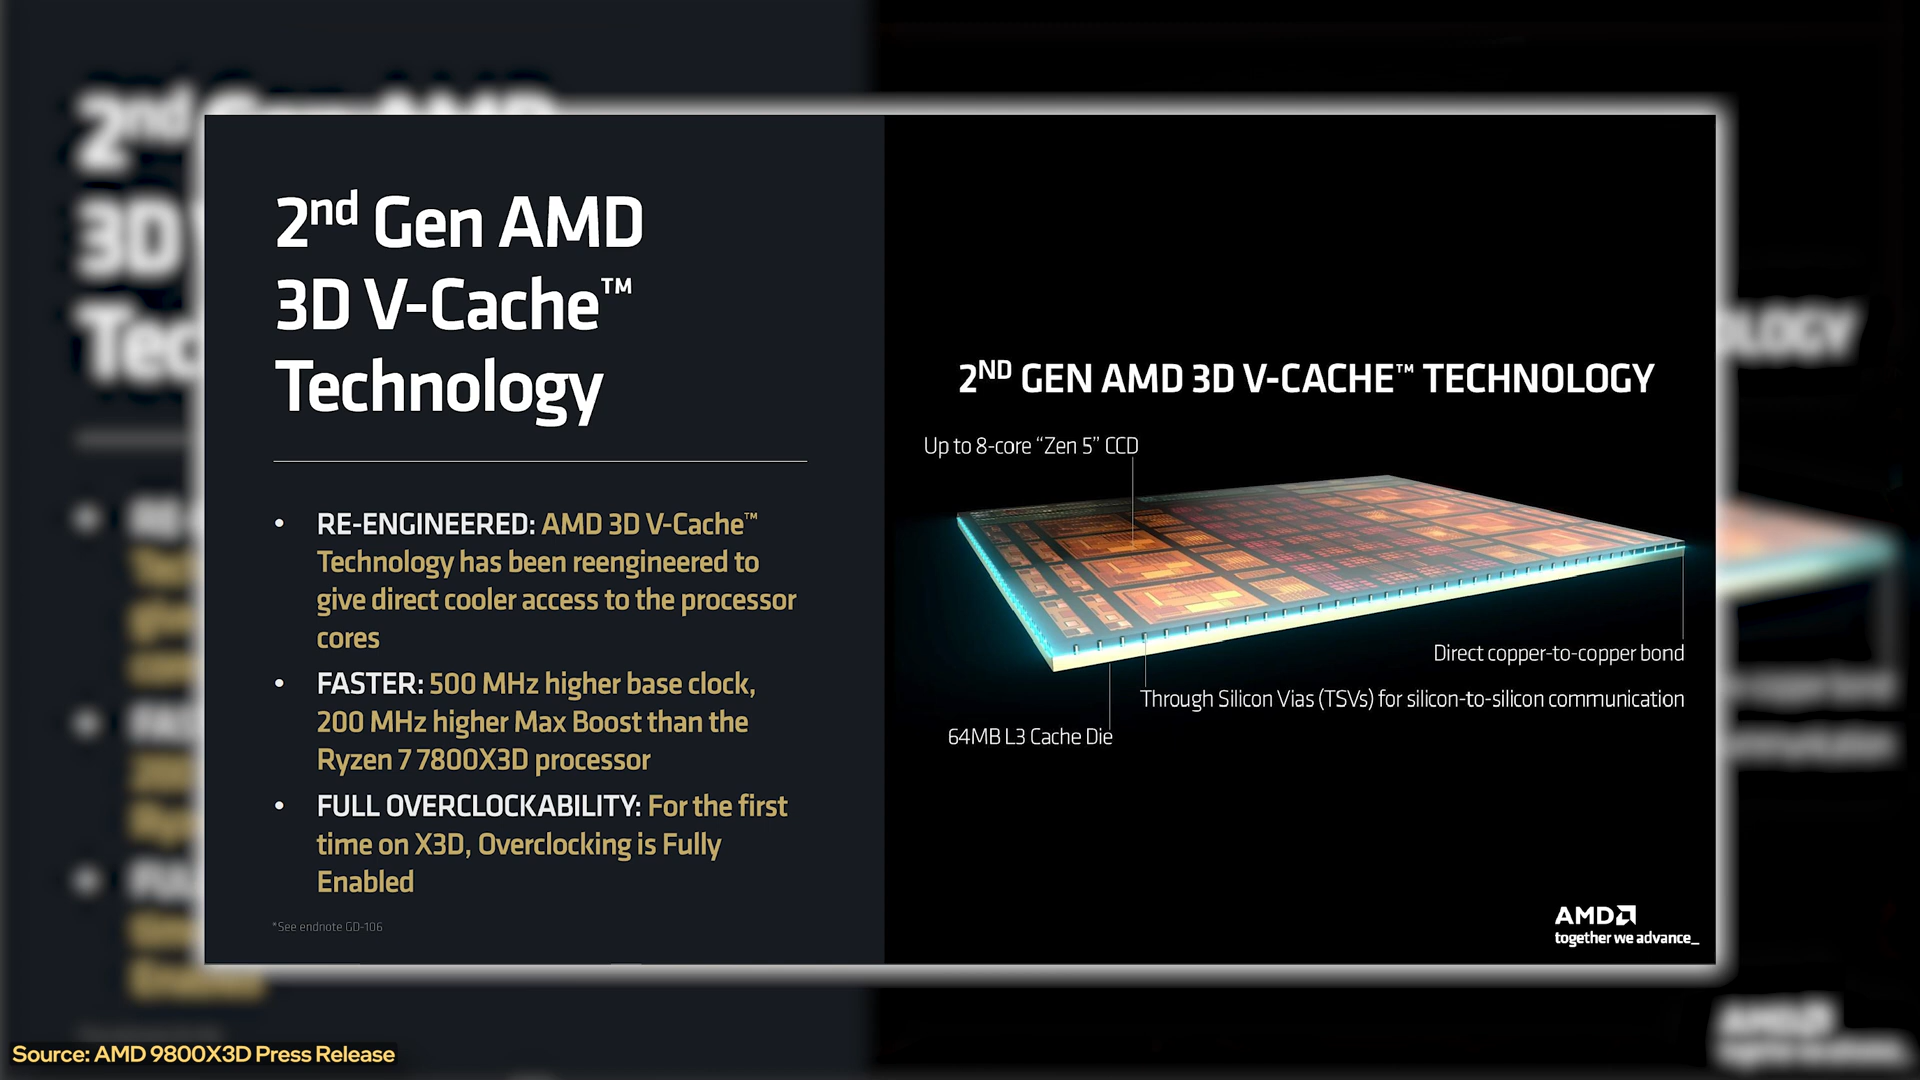 2nd Gen AMD
3D V-Cache™
Technology
• RE-ENGINEERED: AMD 3D V-Cache™
Technology has been reengineered to
give direct cooler access to the processor
cores
• FASTER: 500 MHz higher base clock,
200 MHz higher Max Boost than the
Ryzen 7 7800X3D processor
• FULL OVERCLOCKABILITY: For the first
time on X3D, Overclocking is Fully
Enabled
*See endnote GD-106
2ND GEN AMD 3D V-CACHE™ TECHNOLOGY
Up to 8-core “Zen 5” CCD
Direct copper-to-copper bond
Through Silicon Vias (TSVs) for silicon-to-silicon communication
64MB L3 Cache Die
AMD
together we advance_
Source: AMD 9800X3D Press Release